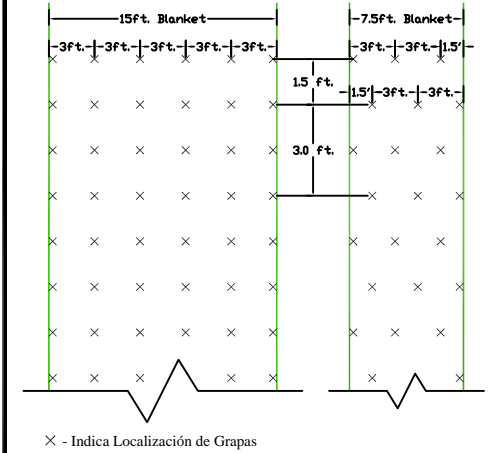 15ft. Blanket
7.5ft. Blanket
3ft. 3ft. 3ft. 3ft. 3ft.
3ft. 3ft. 1.5'
1.5 ft.
1.5' 3ft. 3ft.
3.0 ft.
× - Indica Localización de Grapas